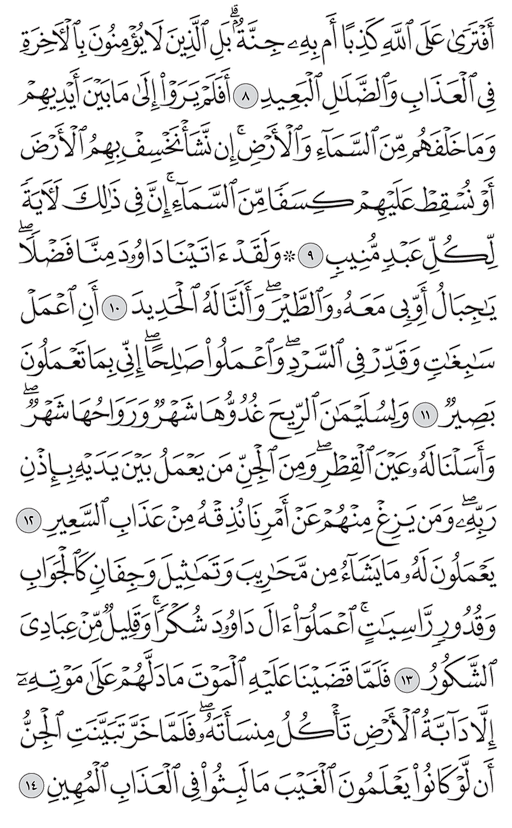 أَفۡتَرَىٰ عَلَى ٱللَّهِ كَذِبًا أَم بِهِۦ جِنَّةُۢۗ بَلِ ٱلَّذِينَ لَا يُؤۡمِنُونَ بِٱلۡأٓخِرَةِ
فِي ٱلۡعَذَابِ وَٱلضَّلَٰلِ ٱلۡبَعِيدِ ٨ أَفَلَمۡ يَرَوۡاْ إِلَىٰ مَا بَيۡنَ أَيۡدِيهِمۡ
وَمَا خَلۡفَهُم مِّنَ ٱلسَّمَآءِ وَٱلۡأَرۡضِۚ إِن نَّشَأۡ نَخۡسِفۡ بِهِمُ ٱلۡأَرۡضَ
أَوۡ نُسۡقِطۡ عَلَيۡهِمۡ كِسَفٗا مِّنَ ٱلسَّمَآءِۚ إِنَّ فِي ذَٰلِكَ لَأٓيَةٗ
لِّكُلِّ عَبۡدٖ مُّنِيبٖ ٩ ۞ وَلَقَدۡ ءَاتَيۡنَا دَاوُۥدَ مِنَّا فَضۡلٗاۖ
يَٰجِبَالُ أَوِّبِي مَعَهُۥ وَٱلطَّيۡرَۖ وَأَلَنَّا لَهُ ٱلۡحَدِيدَ ١٠ أَنِ ٱعۡمَلۡ
سَٰبِغَٰتٖ وَقَدِّرۡ فِي ٱلسَّرۡدِۖ وَٱعۡمَلُواْ صَٰلِحًاۖ إِنِّي بِمَا تَعۡمَلُونَ
بَصِيرٞ ١١ وَلِسُلَيۡمَٰنَ ٱلرِّيحَ غُدُوُّهَا شَهۡرٞ وَرَوَاحُهَا شَهۡرٞۖ
وَأَسَلۡنَا لَهُۥ عَيۡنَ ٱلۡقِطۡرِۖ وَمِنَ ٱلۡجِنِّ مَن يَعۡمَلُ بَيۡنَ يَدَيۡهِ بِإِذۡنِ
رَبِّهِۦۖ وَمَن يَزِغۡ مِنۡهُمۡ عَنۡ أَمۡرِنَا نُذِقۡهُ مِنۡ عَذَابِ ٱلسَّعِيرِ ١٢
يَعۡمَلُونَ لَهُۥ مَا يَشَآءُ مِن مَّحَٰرِيبَ وَتَمَٰثِيلَ وَجِفَانٖ كَٱلۡجَوَابِ
وَقُدُورٖ رَّاسِيَٰتٍۚ ٱعۡمَلُوٓاْ ءَالَ دَاوُۥدَ شُكۡرٗاۚ وَقَلِيلٞ مِّنۡ عِبَادِيَ
ٱلشَّكُورُ ١٣ فَلَمَّا قَضَيۡنَا عَلَيۡهِ ٱلۡمَوۡتَ مَا دَلَّهُمۡ عَلَىٰ مَوۡتِهِۦٓ
إِلَّا دَآبَّةُ ٱلۡأَرۡضِ تَأۡكُلُ مِنسَأَتَهُۥۖ فَلَمَّا خَرَّ تَبَيَّنَتِ ٱلۡجِنُّ
أَن لَّوۡ كَانُواْ يَعۡلَمُونَ ٱلۡغَيۡبَ مَا لَبِثُواْ فِي ٱلۡعَذَابِ ٱلۡمُهِينِ ١٤